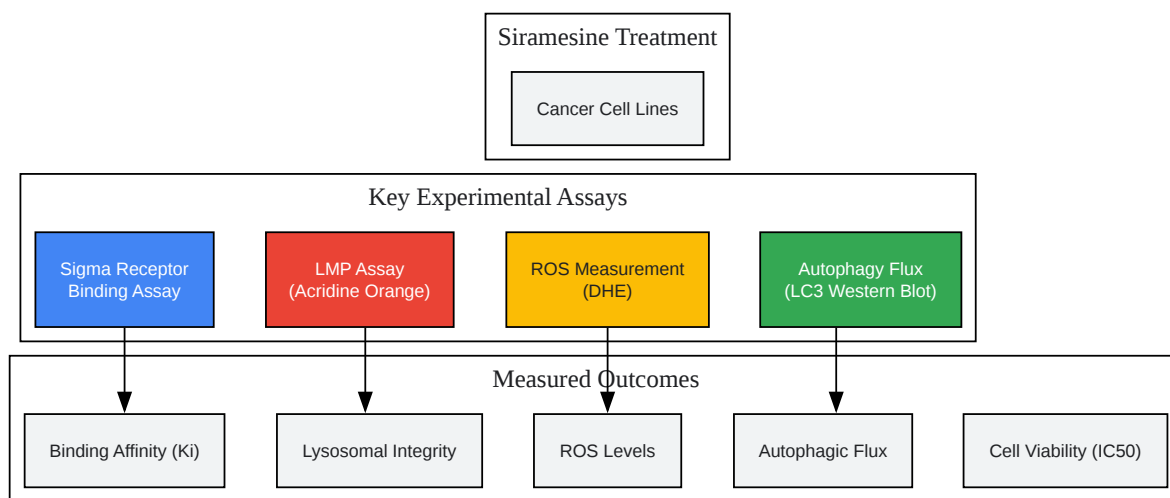 Siramesine Treatment
Cancer Cell Lines
Key Experimental Assays
Sigma Receptor
Binding Assay
LMP Assay
(Acridine Orange)
ROS Measurement
(DHE)
Autophagy Flux
(LC3 Western Blot)
Measured Outcomes
Binding Affinity (Ki)
Lysosomal Integrity
ROS Levels
Autophagic Flux
Cell Viability (IC50)